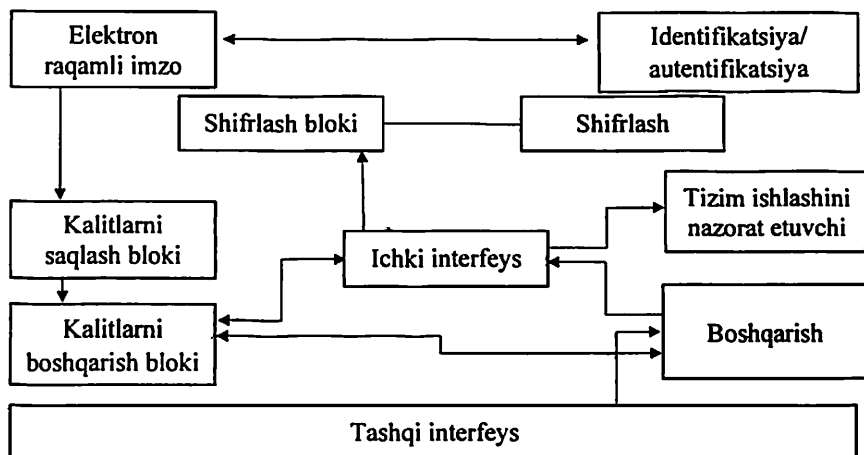 Elektron
raqamli imzo
Identifikatsiya/
autentifikatsiya
Shifrlash bloki
Shifrlash
Kalitlarni
saqlash bloki
Ichki interfeys
Tizim ishlashini
nazorat etuvchi
Kalitlarni
boshqarish bloki
Boshqarish
Tashqi interfeys